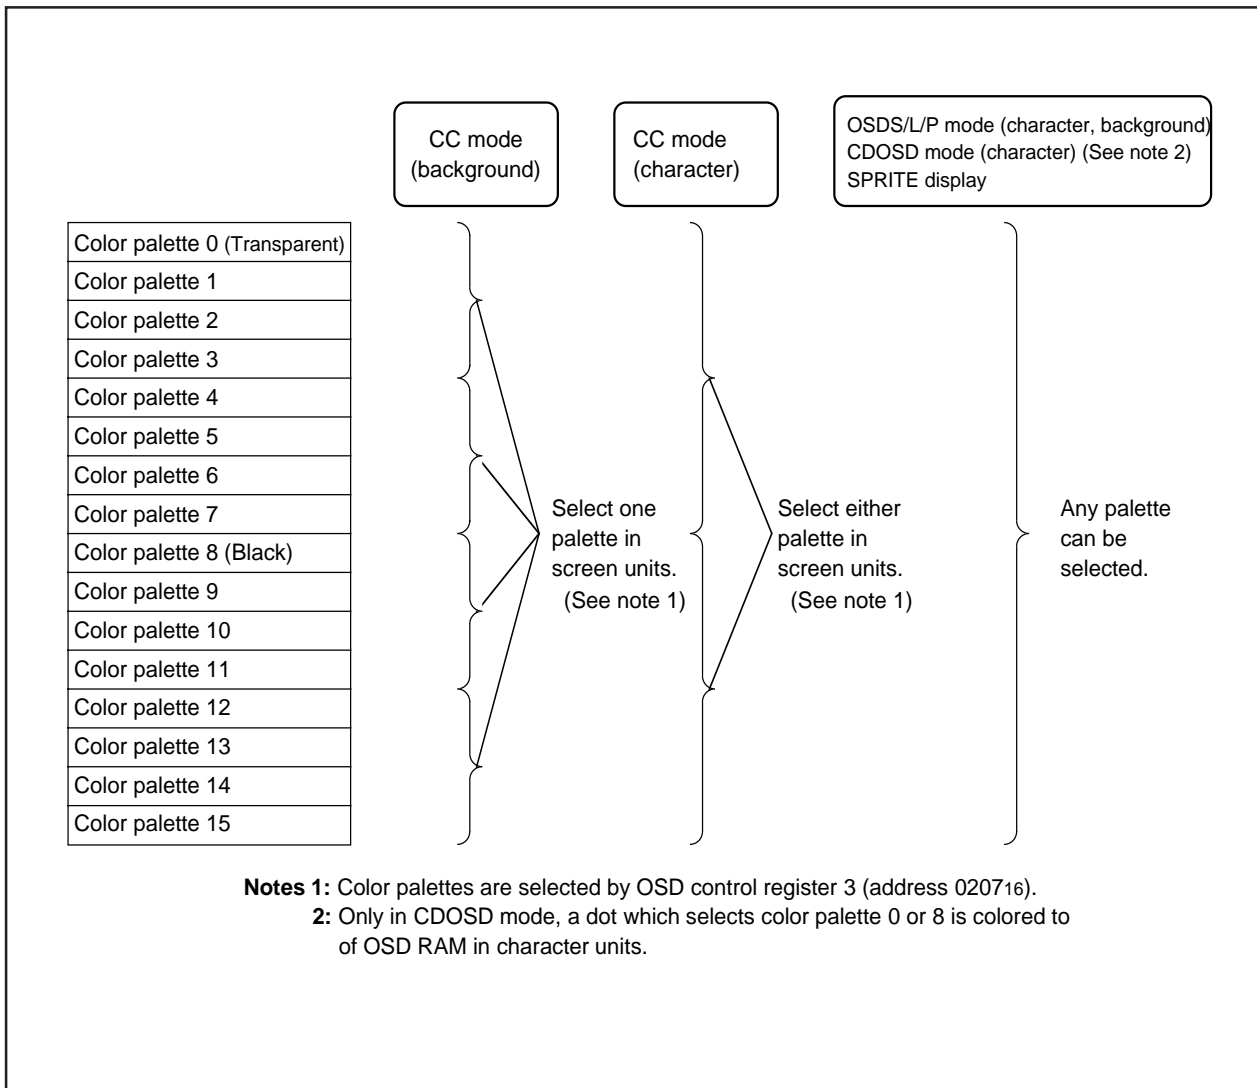 CC mode
(background)
CC mode
(character)
OSDS/L/P mode (character, background)
CDOSD mode (character) (See note 2)
SPRITE display
Color palette 0 (Transparent)
Color palette 1
Color palette 2
Color palette 3
Color palette 4
Color palette 5
Color palette 6
Color palette 7
Color palette 8 (Black)
Color palette 9
Color palette 10
Color palette 11
Color palette 12
Color palette 13
Color palette 14
Color palette 15
Select one
palette in
screen units.
(See note 1)
Select either
palette in
screen units.
(See note 1)
Any palette
can be
selected.
Notes 1: Color palettes are selected by OSD control register 3 (address 020716).
2: Only in CDOSD mode, a dot which selects color palette 0 or 8 is colored to
of OSD RAM in character units.